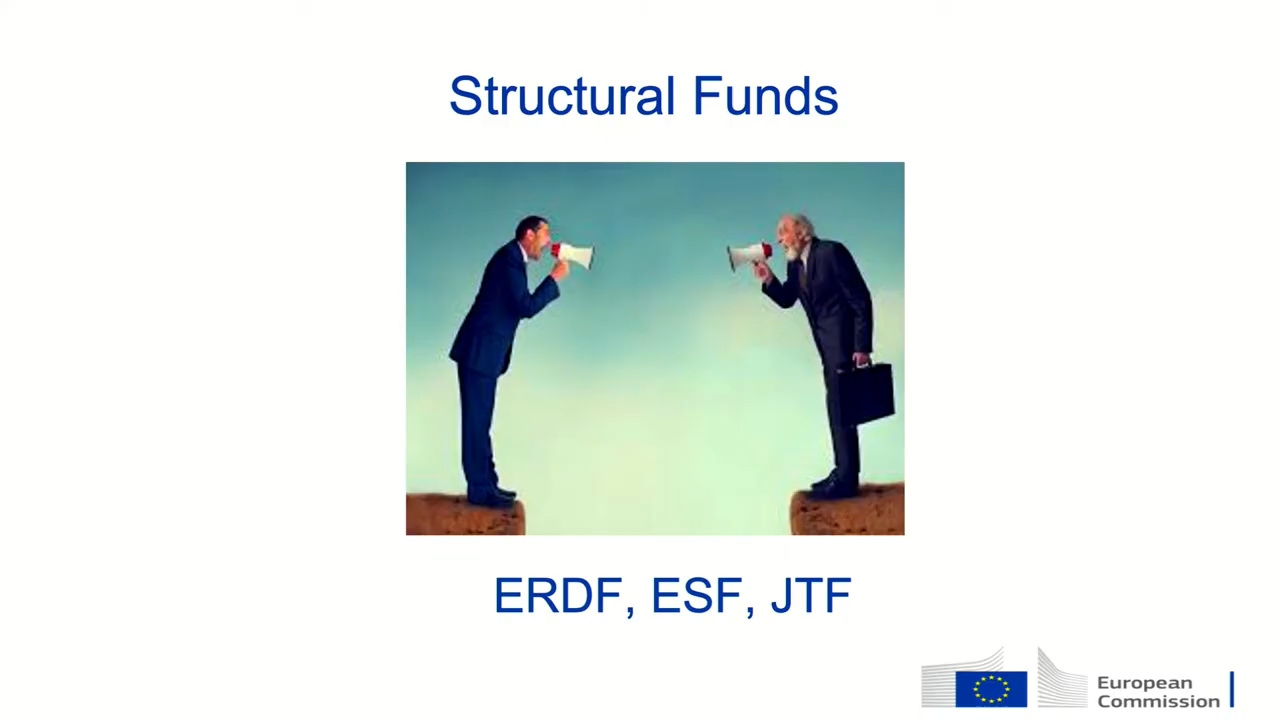 Structural Funds
ERDF, ESF, JTF
European
Commission